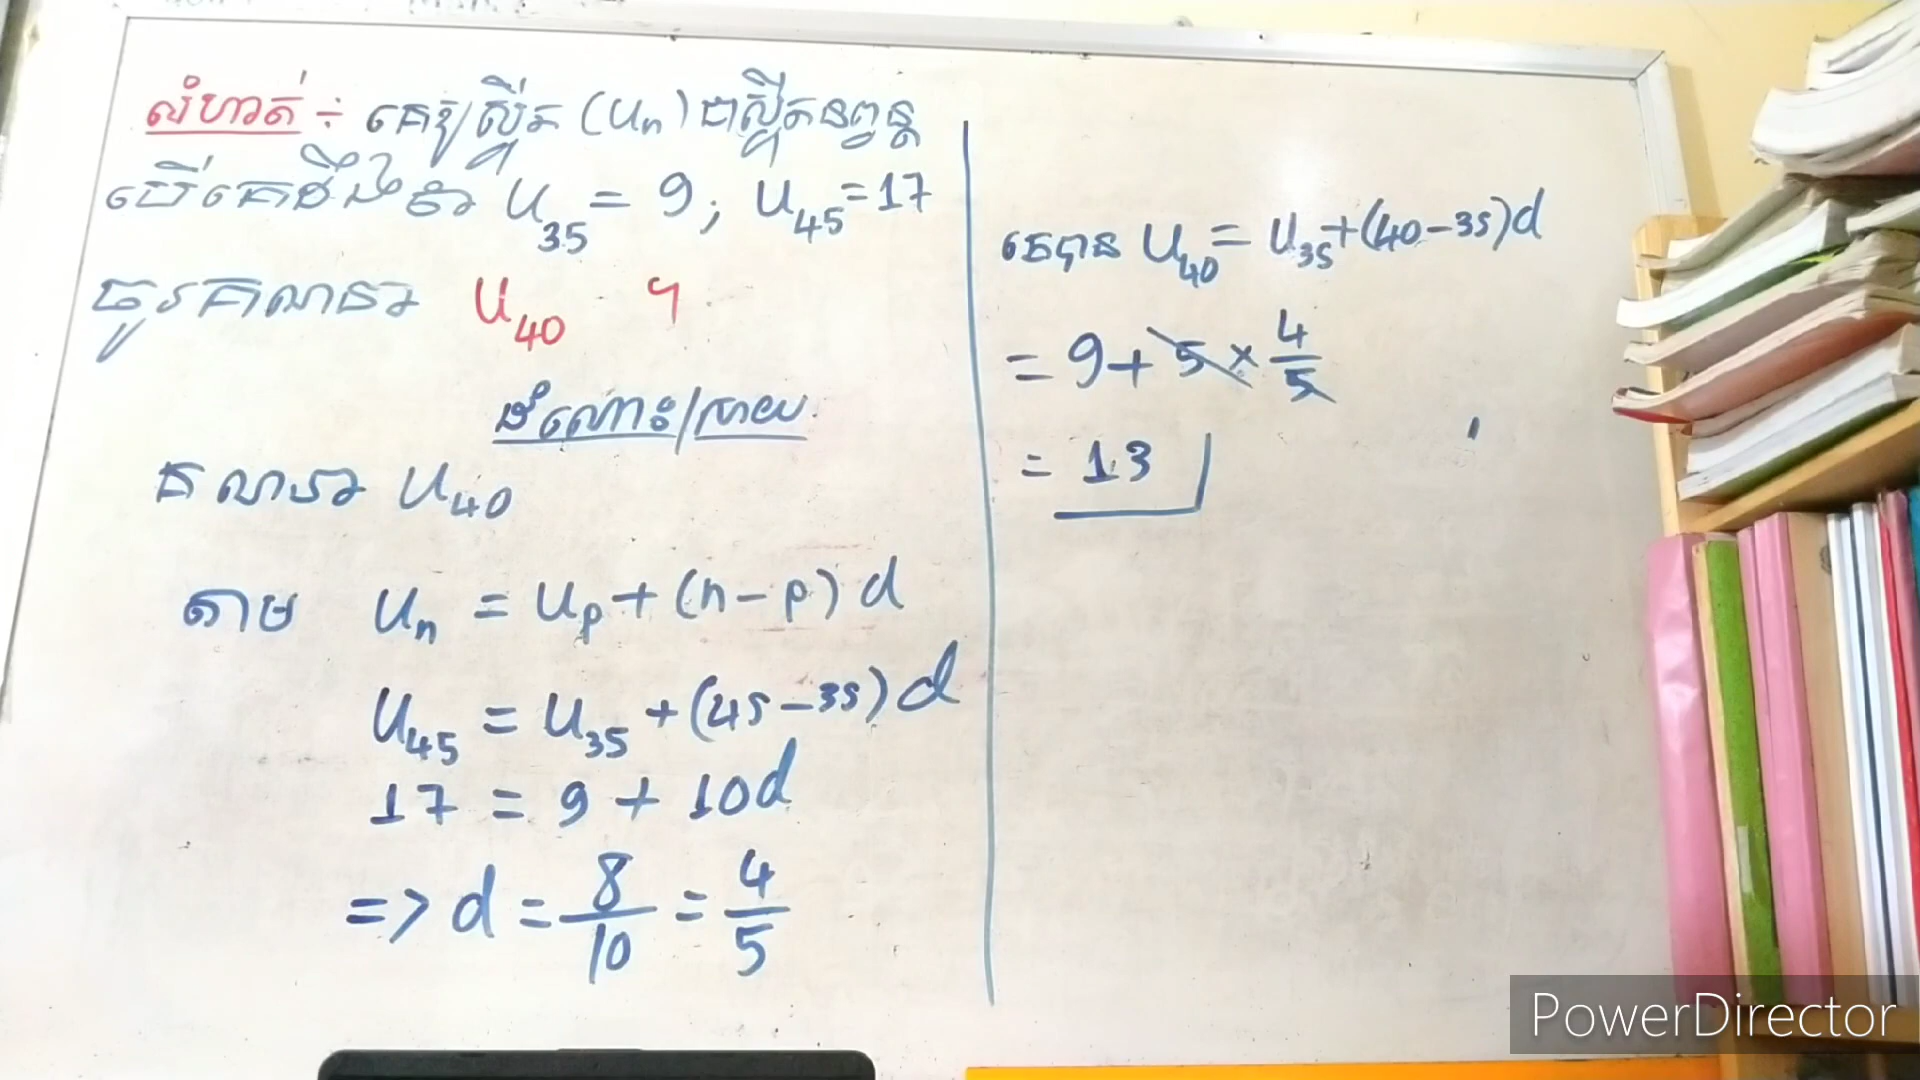 លំហាត់ ÷ គេឱ្យស្វ៊ីត (Un) ជាស្វ៊ីតនព្វន្ត
បើគេដឹងថា U₃₅ = 9 ; U₄₅ = 17
ចូរគណនា U₄₀ ។
ដំណោះស្រាយ
គណនា U₄₀
តាម Un = Up + (n - p) d
U₄₅ = U₃₅ + (45 - 35) d
17 = 9 + 10d
=> d = 8/10 = 4/5
គេបាន U₄₀ = U₃₅ + (40 - 35) d
= 9 + 5 × 4/5
= 13
PowerDirector